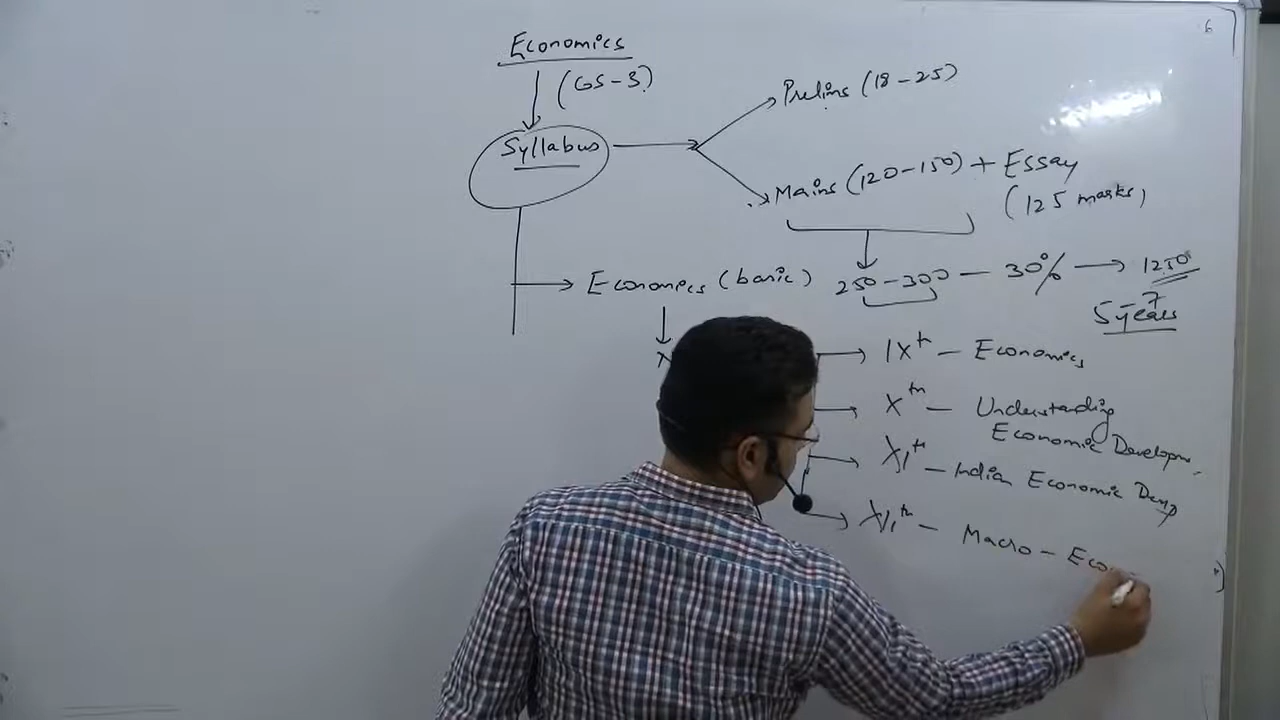 6
Economics
(GS-3)
Prelims (18-25)
Syllabus
Mains (120-150) + Essay
(125 marks)
Economics (basic)
250-300 - 30% → 1250
5-7 years
IXth - Economics
Xth - Understanding
Economic Developm
XIth - Indian Economic Devp
XIIth - Macro - Eco